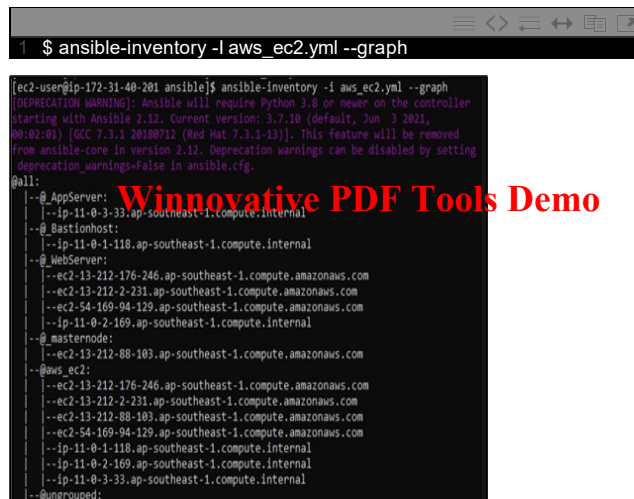 1 $ ansible-inventory -I aws_ec2.yml --graph
[ec2-user@ip-172-31-40-201 ansible]$ ansible-inventory -i aws_ec2.yml --graph
[DEPRECATION WARNING]: Ansible will require Python 3.8 or newer on the controller
starting with Ansible 2.12. Current version: 3.7.10 (default, Jun  3 2021,
00:02:01) [GCC 7.3.1 20180712 (Red Hat 7.3.1-13)]. This feature will be removed
from ansible-core in version 2.12. Deprecation warnings can be disabled by setting
deprecation_warnings=False in ansible.cfg.
@all:
|--@_AppServer:
| |--ip-11-0-3-33.ap-southeast-1.compute.internal
Winnovative PDF Tools Demo
|--@_Bastionhost:
| |--ip-11-0-1-118.ap-southeast-1.compute.internal
|--@_WebServer:
| |--ec2-13-212-176-246.ap-southeast-1.compute.amazonaws.com
| |--ec2-13-212-2-231.ap-southeast-1.compute.amazonaws.com
| |--ec2-54-169-94-129.ap-southeast-1.compute.amazonaws.com
| |--ip-11-0-2-169.ap-southeast-1.compute.internal
|--@_masternode:
| |--ec2-13-212-88-103.ap-southeast-1.compute.amazonaws.com
|--@aws_ec2:
| |--ec2-13-212-176-246.ap-southeast-1.compute.amazonaws.com
| |--ec2-13-212-2-231.ap-southeast-1.compute.amazonaws.com
| |--ec2-13-212-88-103.ap-southeast-1.compute.amazonaws.com
| |--ec2-54-169-94-129.ap-southeast-1.compute.amazonaws.com
| |--ip-11-0-1-118.ap-southeast-1.compute.internal
| |--ip-11-0-2-169.ap-southeast-1.compute.internal
| |--ip-11-0-3-33.ap-southeast-1.compute.internal
|--@ungrouped: